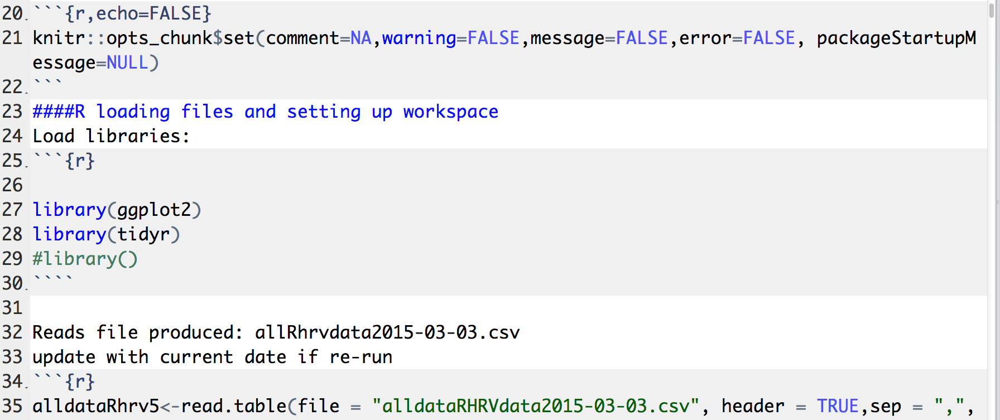 20 ```{r,echo=FALSE}
21 knitr::opts_chunk$set(comment=NA,warning=FALSE,message=FALSE,error=FALSE, packageStartupM
essage=NULL)
22 ```
23 ####R loading files and setting up workspace
24 Load libraries:
25 ```{r}
26
27 library(ggplot2)
28 library(tidyr)
29 #library()
30 ````
31
32 Reads file produced: allRhrvdata2015-03-03.csv
33 update with current date if re-run
34 ```{r}
35 alldataRhrv5<-read.table(file = "alldataRHRVdata2015-03-03.csv", header = TRUE,sep = ",",